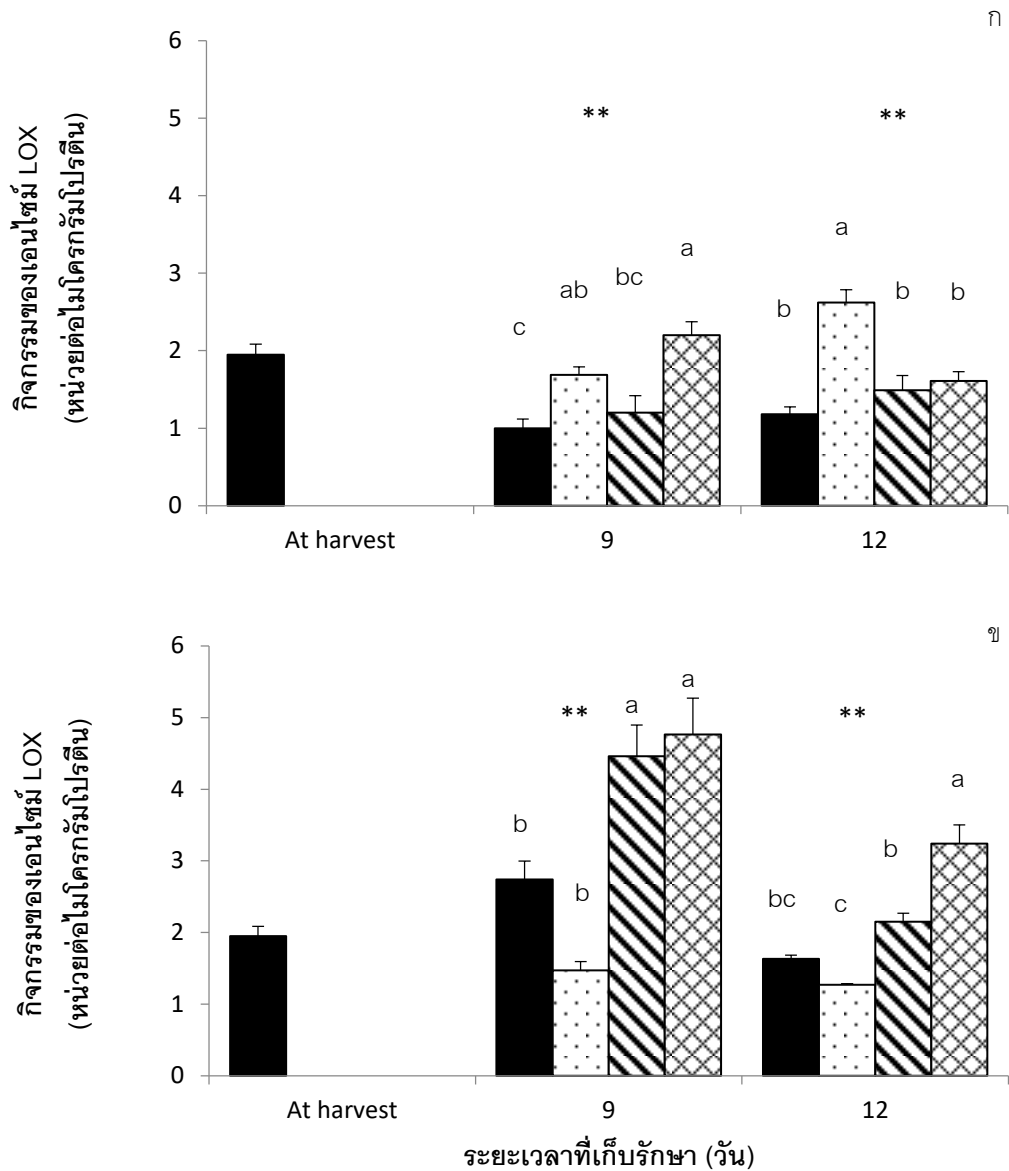 ก
6
5
4
3
2
1
0
กิจกรรมของเอนไซม์ LOX
(หน่วยต่อไมโครกรัมโปรตีน)
** **
c ab bc a b a b b
At harvest 9 12
ข
6
5
4
3
2
1
0
กิจกรรมของเอนไซม์ LOX
(หน่วยต่อไมโครกรัมโปรตีน)
** **
b b a a bc c b a
At harvest 9 12
ระยะเวลาที่เก็บรักษา (วัน)